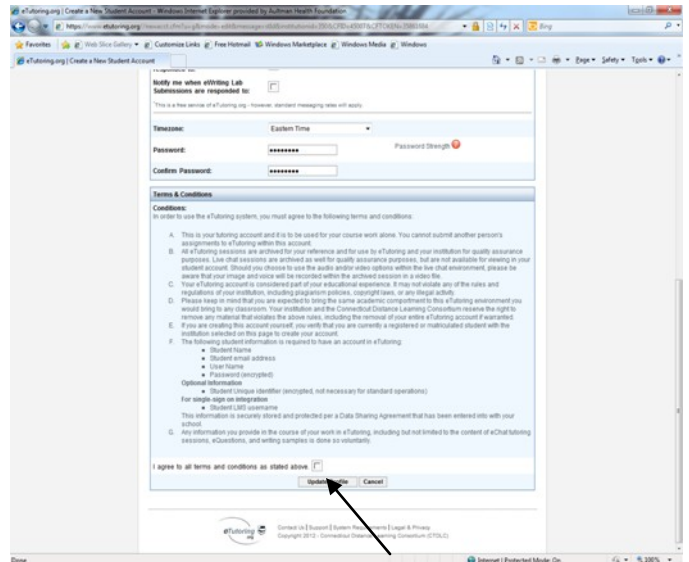 eTutoring.org | Create a New Student Account - Windows Internet Explorer provided by Aultman Health Foundation
Bing
Favorites Web Slice Gallery Customize Links Free Hotmail Windows Marketplace Windows Media Windows
eTutoring.org | Create a New Student Account Page Safety Tools
Notify me when eWriting Lab
Submissions are responded to:
*This is a free service of eTutoring.org - however, standard messaging rates will apply.
Timezone: Eastern Time
Password: Password Strength
Confirm Password:
Terms & Conditions
Conditions:
In order to use the eTutoring system, you must agree to the following terms and conditions:
A. This is your tutoring account and it is to be used for your course work alone. You cannot submit another person's
assignments to eTutoring within this account.
B. All eTutoring sessions are archived for your reference and for use by eTutoring and your institution for quality assurance
purposes. Live chat sessions are archived as well for quality assurance purposes, but are not available for viewing in your
student account. Should you choose to use the audio and/or video options within the live chat environment, please be
aware that your image and voice will be recorded within the archived session in a video file.
C. Your eTutoring account is considered part of your educational experience. It may not violate any of the rules and
regulations of your institution, including plagiarism policies, copyright laws, or any illegal activity.
D. Please keep in mind that you are expected to bring the same academic comportment to this eTutoring environment you
would bring to any classroom. Your institution and the Connecticut Distance Learning Consortium reserve the right to
remove any material that violates the above rules, including the removal of your entire eTutoring account if warranted.
E. If you are creating this account yourself, you verify that you are currently a registered or matriculated student with the
institution selected on this page to create your account.
F. The following student information is required to have an account in eTutoring:
Student Name
Student email address
User Name
Password (encrypted)
Optional Information
Student Unique identifier (encrypted, not necessary for standard operations)
For single-sign on integration
Student LMS username
This information is securely stored and protected per a Data Sharing Agreement that has been entered into with your
school.
G. Any information you provide in the course of your work in eTutoring, including but not limited to the content of eChat tutoring
sessions, eQuestions, and writing samples is done so voluntarily.
I agree to all terms and conditions as stated above.
Update Profile Cancel
eTutoring.org
Contact Us | Support | System Requirements | Legal & Privacy
Copyright 2013 - Connecticut Distance Learning Consortium (CTDLC)
Done Internet | Protected Mode: On 100%